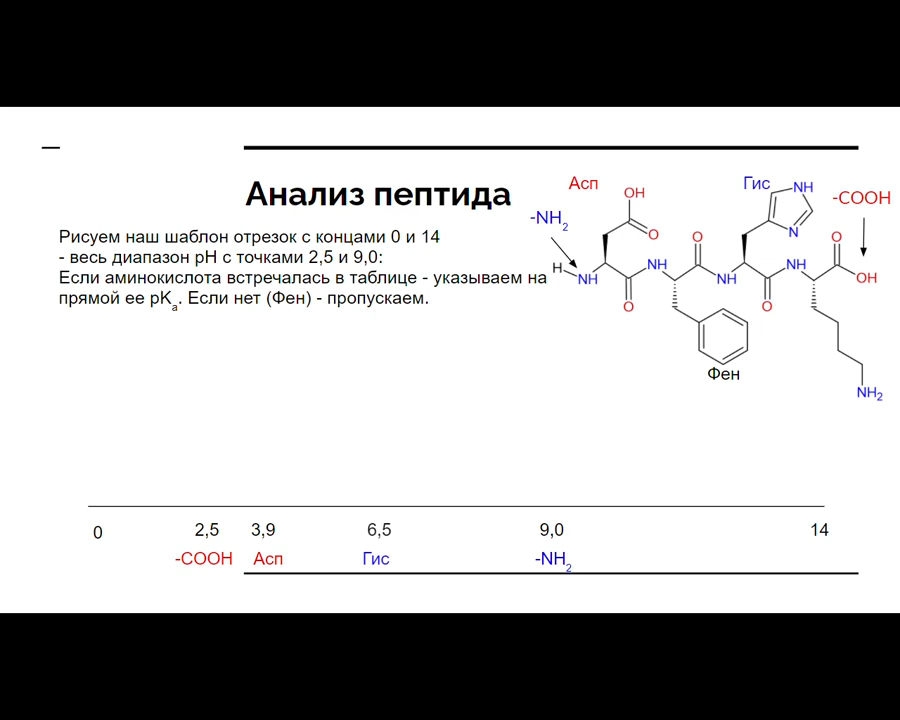 Анализ пептида
Рисуем наш шаблон отрезок с концами 0 и 14
- весь диапазон pH с точками 2,5 и 9,0:
Если аминокислота встречалась в таблице - указываем на
прямой ее pKa. Если нет (Фен) - пропускаем.
Асп
Гис
-COOH
-NH2
OH
O
H
NH
O
NH
O
NH
O
NH
N
NH
O
OH
Фен
NH2
0 2,5 3,9 6,5 9,0 14
-COOH Асп Гис -NH2